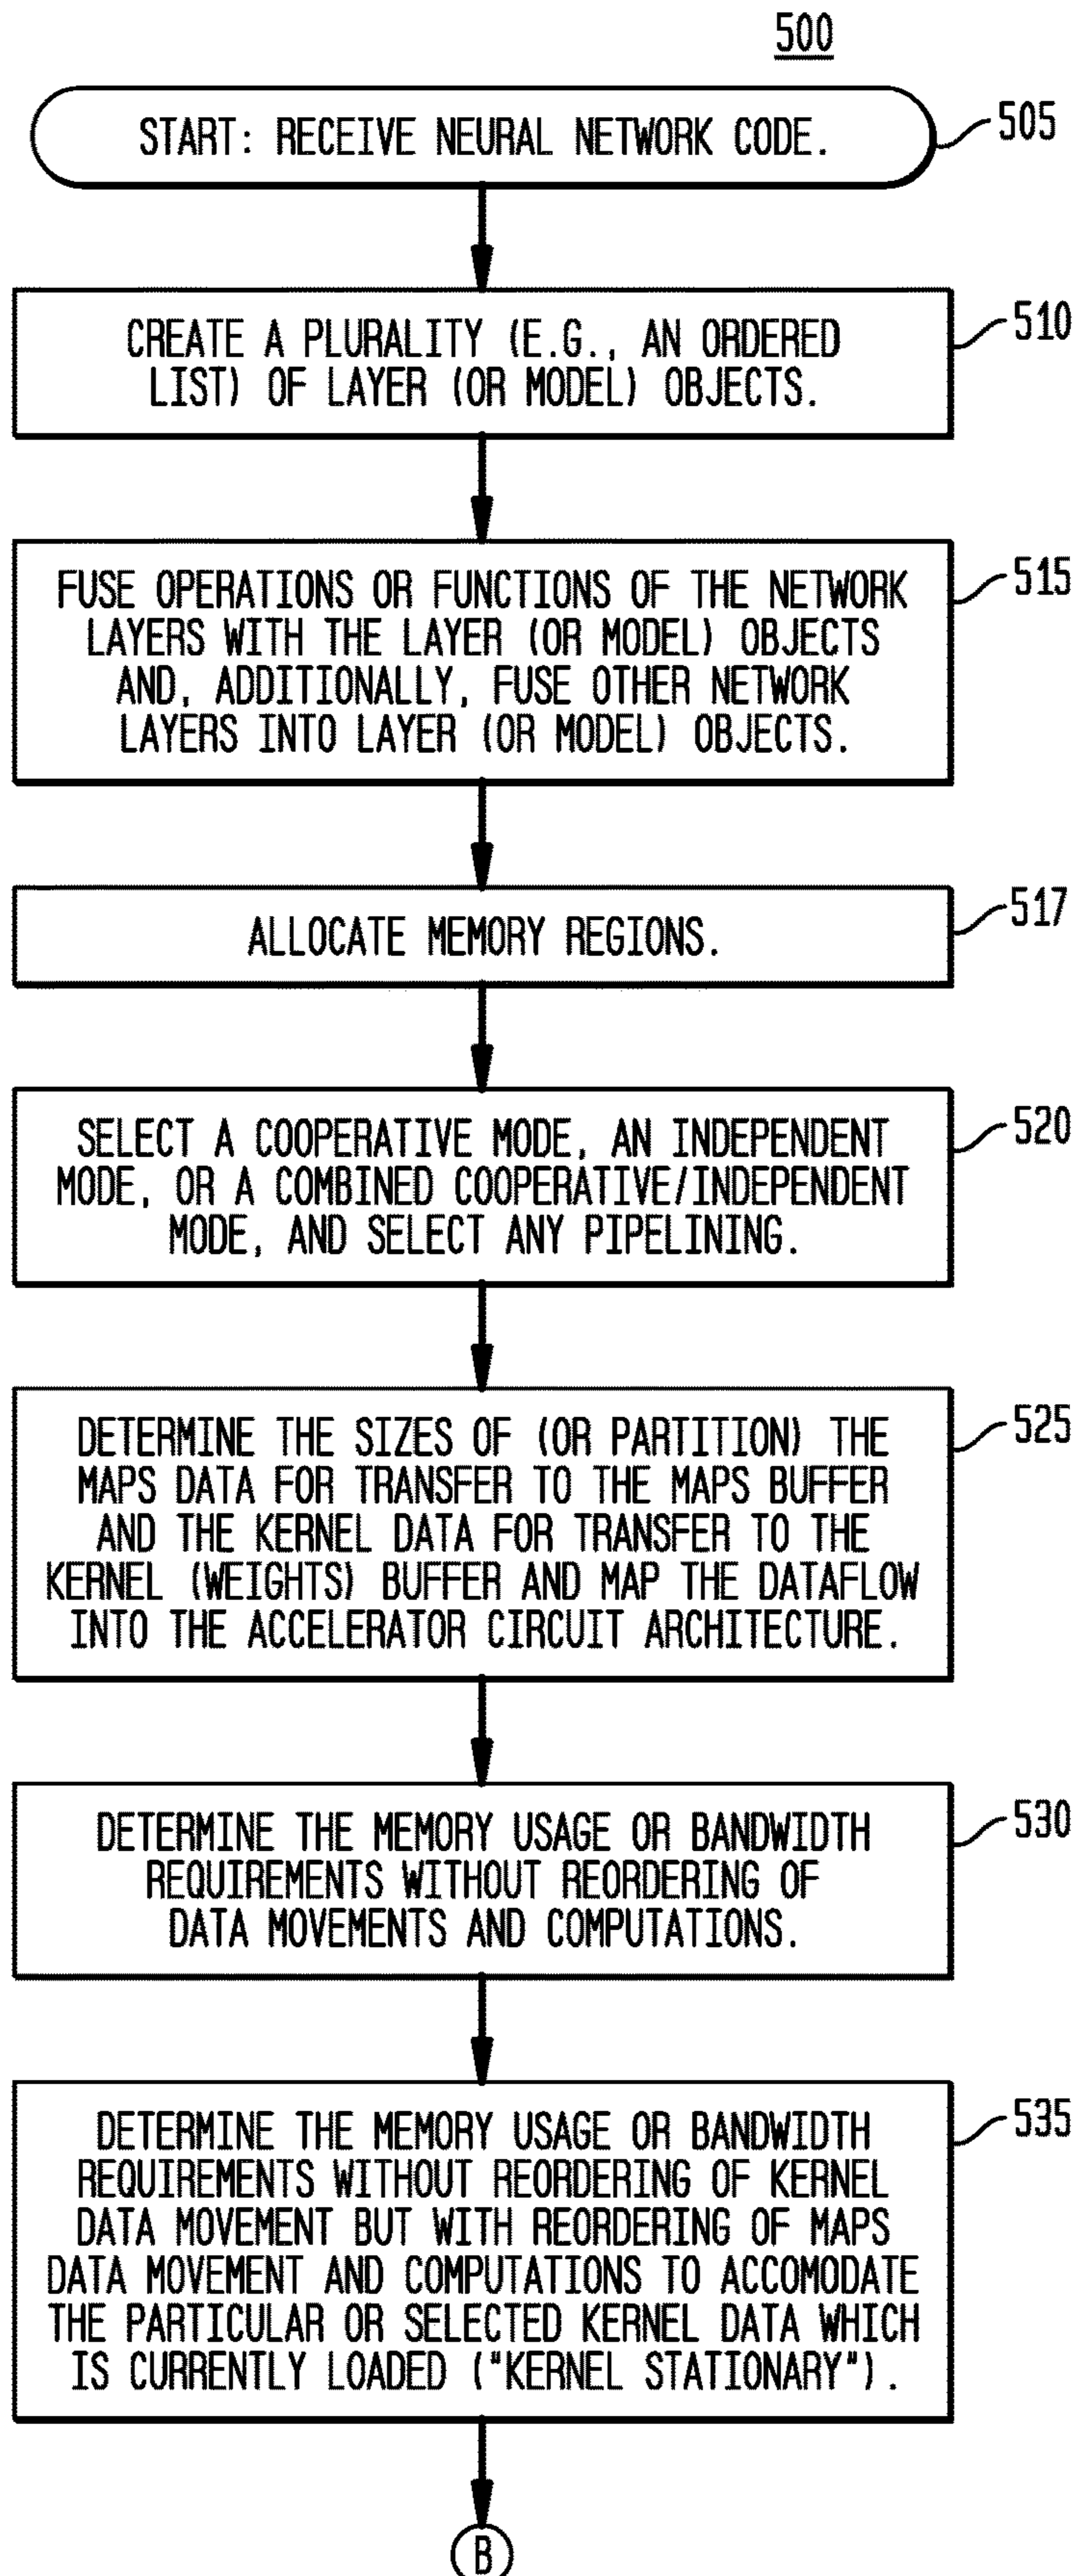 500
START: RECEIVE NEURAL NETWORK CODE.
505
CREATE A PLURALITY (E.G., AN ORDERED
LIST) OF LAYER (OR MODEL) OBJECTS.
510
FUSE OPERATIONS OR FUNCTIONS OF THE NETWORK
LAYERS WITH THE LAYER (OR MODEL) OBJECTS
AND, ADDITIONALLY, FUSE OTHER NETWORK
LAYERS INTO LAYER (OR MODEL) OBJECTS.
515
ALLOCATE MEMORY REGIONS.
517
SELECT A COOPERATIVE MODE, AN INDEPENDENT
MODE, OR A COMBINED COOPERATIVE/INDEPENDENT
MODE, AND SELECT ANY PIPELINING.
520
DETERMINE THE SIZES OF (OR PARTITION) THE
MAPS DATA FOR TRANSFER TO THE MAPS BUFFER
AND THE KERNEL DATA FOR TRANSFER TO THE
KERNEL (WEIGHTS) BUFFER AND MAP THE DATAFLOW
INTO THE ACCELERATOR CIRCUIT ARCHITECTURE.
525
DETERMINE THE MEMORY USAGE OR BANDWIDTH
REQUIREMENTS WITHOUT REORDERING OF
DATA MOVEMENTS AND COMPUTATIONS.
530
DETERMINE THE MEMORY USAGE OR BANDWIDTH
REQUIREMENTS WITHOUT REORDERING OF KERNEL
DATA MOVEMENT BUT WITH REORDERING OF MAPS
DATA MOVEMENT AND COMPUTATIONS TO ACCOMODATE
THE PARTICULAR OR SELECTED KERNEL DATA WHICH
IS CURRENTLY LOADED ("KERNEL STATIONARY").
535
B